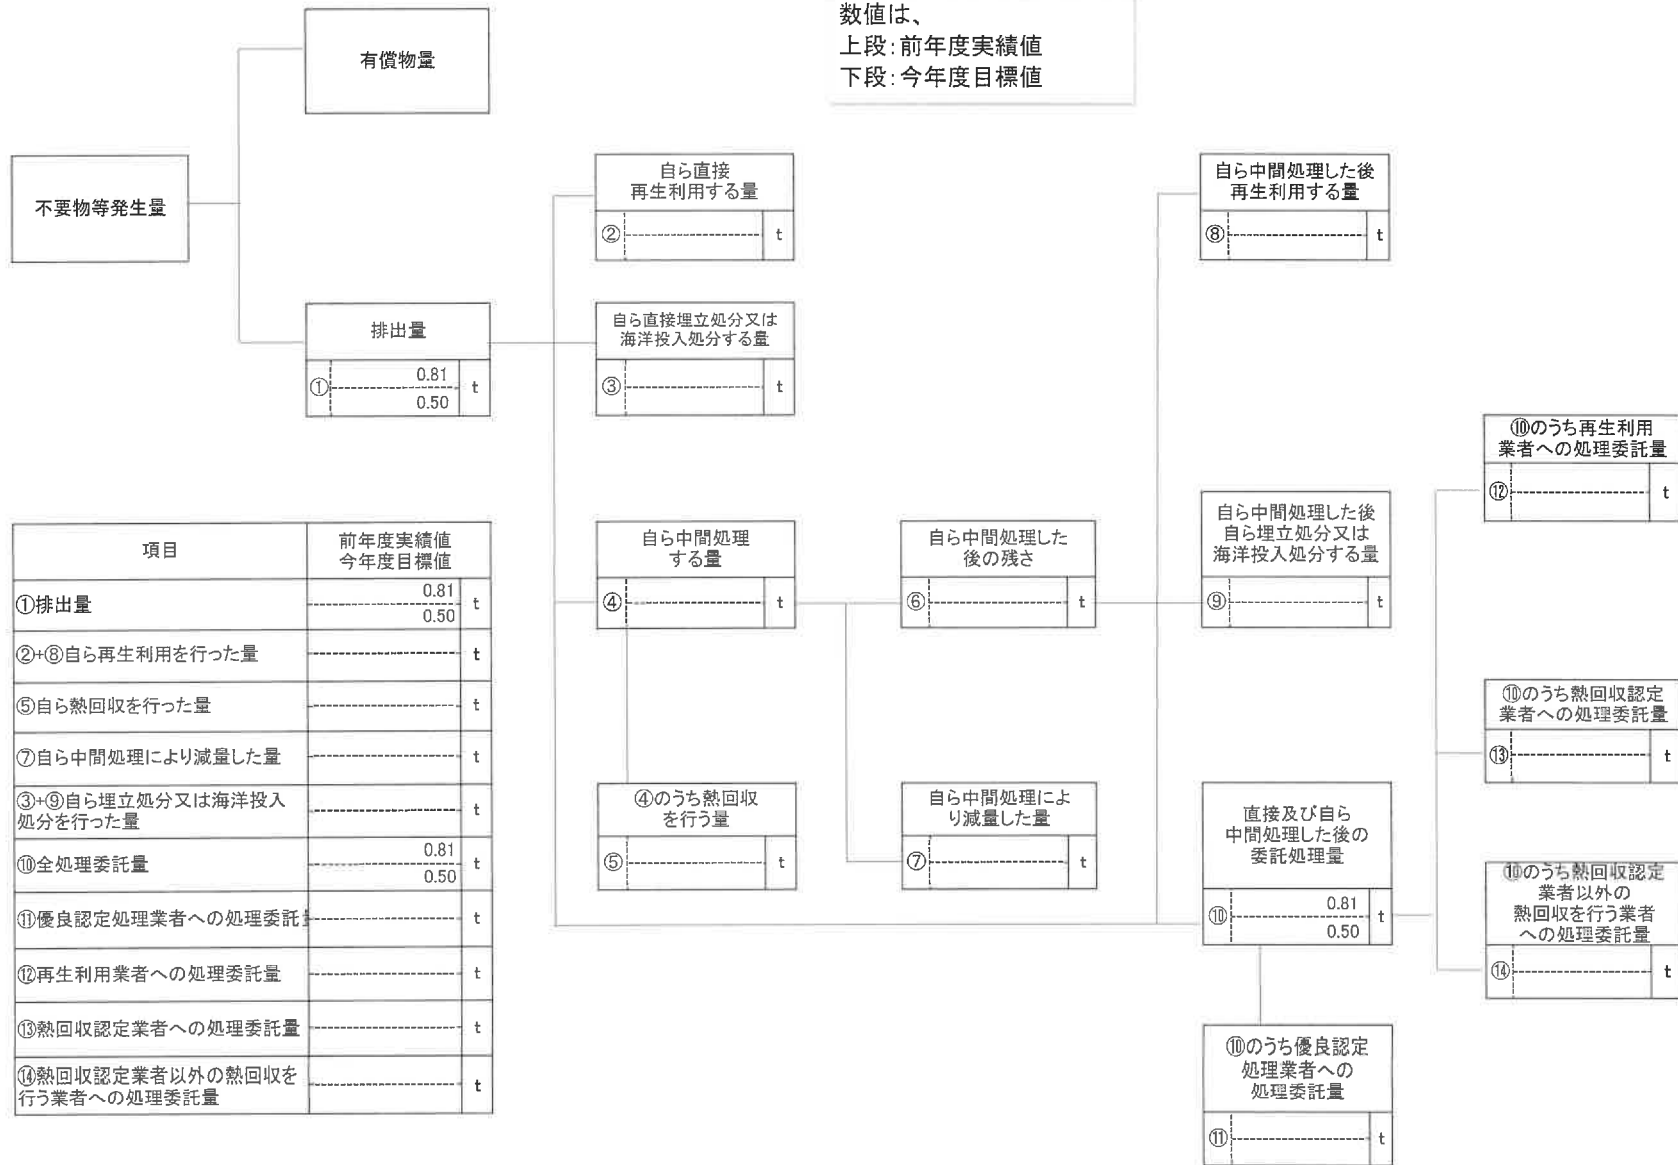 数値は、
上段:前年度実績値
下段:今年度目標値
有償物量
不要物等発生量
排出量
① 0.81 t
0.50
自ら直接
再生利用する量
② t
自ら直接埋立処分又は
海洋投入処分する量
③ t
自ら中間処理した後
再生利用する量
⑧ t
自ら中間処理
する量
④ t
自ら中間処理した
後の残さ
⑥ t
自ら中間処理した後
自ら埋立処分又は
海洋投入処分する量
⑨ t
⑩のうち再生利用
業者への処理委託量
⑫ t
⑩のうち熱回収認定
業者への処理委託量
⑬ t
④のうち熱回収
を行う量
⑤ t
自ら中間処理によ
り減量した量
⑦ t
直接及び自ら
中間処理した後の
委託処理量
⑩ 0.81 t
0.50
⑩のうち熱回収認定
業者以外の
熱回収を行う業者
への処理委託量
⑭ t
⑩のうち優良認定
処理業者への
処理委託量
⑪ t
項目 前年度実績値
今年度目標値
①排出量 0.81 t
0.50
②+⑧自ら再生利用を行った量 t
⑤自ら熱回収を行った量 t
⑦自ら中間処理により減量した量 t
③+⑨自ら埋立処分又は海洋投入
処分を行った量 t
⑩全処理委託量 0.81 t
0.50
⑪優良認定処理業者への処理委託 t
⑫再生利用業者への処理委託量 t
⑬熱回収認定業者への処理委託量 t
⑭熱回収認定業者以外の熱回収を
行う業者への処理委託量 t